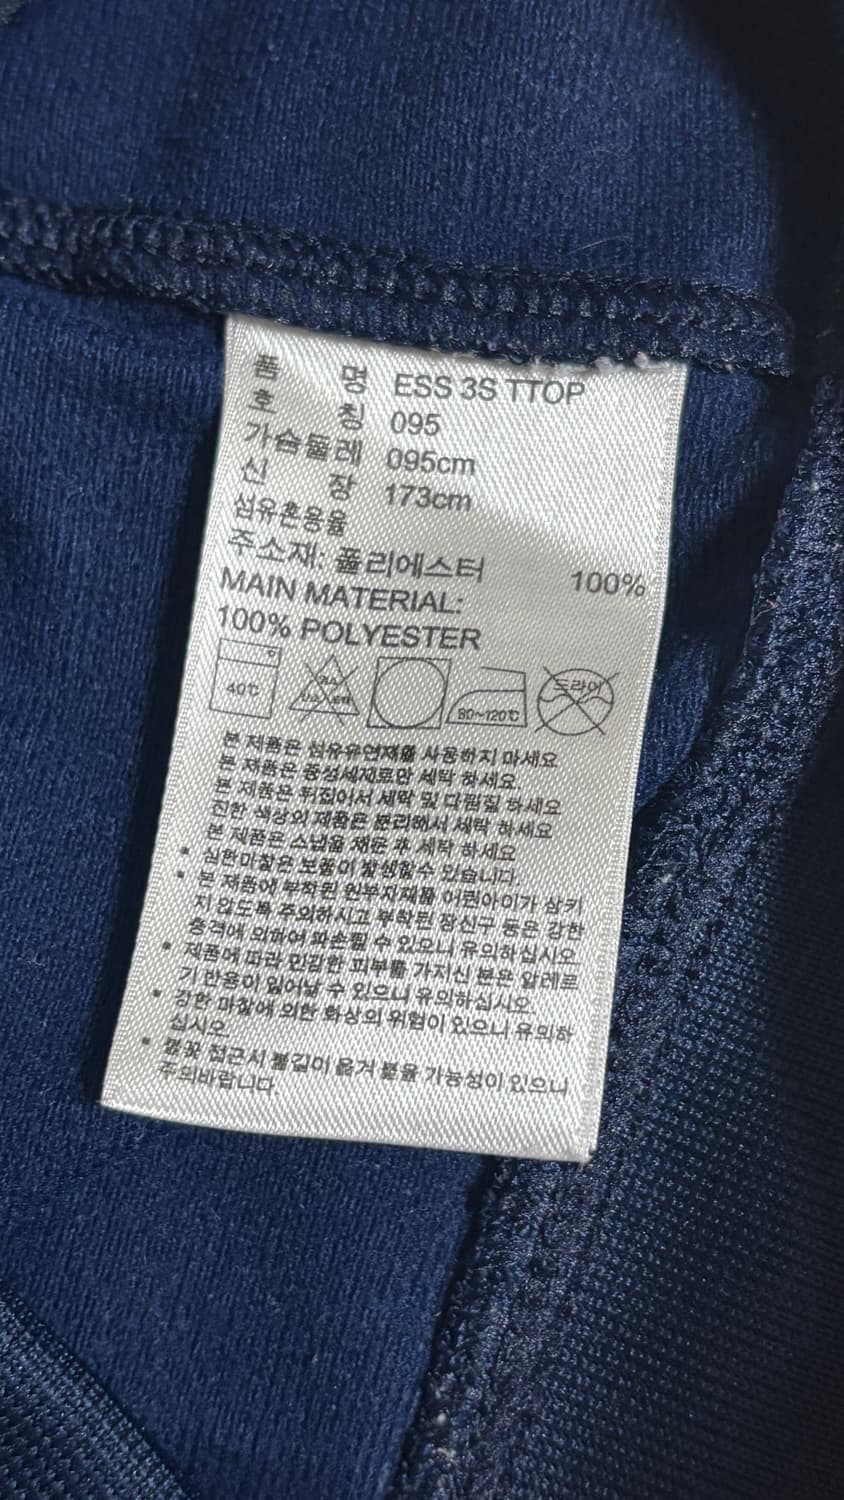 품 명 ESS 3S TTOP
호 칭 095
가슴둘레 095cm
신 장 173cm
섬유혼용율
주소재: 폴리에스터 100%
MAIN MATERIAL:
100% POLYESTER
40℃ 80~120℃ 드라이
본 제품은 섬유유연제를 사용하지 마세요
본 제품은 중성세제로만 세탁 하세요.
본 제품은 뒤집어서 세탁 및 다림질 하세요
진한 색상의 제품은 분리해서 세탁 하세요
본 제품은 스냅을 채운 후 세탁 하세요
• 심한마찰은 보풀이 발생할수 있습니다.
• 본 제품에 부착된 원부자재를 어린아이가 삼키
지 않도록 주의하시고 부착된 장신구 등은 강한
충격에 의하여 파손될 수 있으니 유의하십시오
• 제품에 따라 민감한 피부를 가지신 분은 알레르
기 반응이 일어날 수 있으니 유의하십시오.
• 강한 마찰에 의한 화상의 위험이 있으니 유의하
십시오
• 불꽃 접근시 불길이 옮겨 붙을 가능성이 있으니
주의바랍니다.